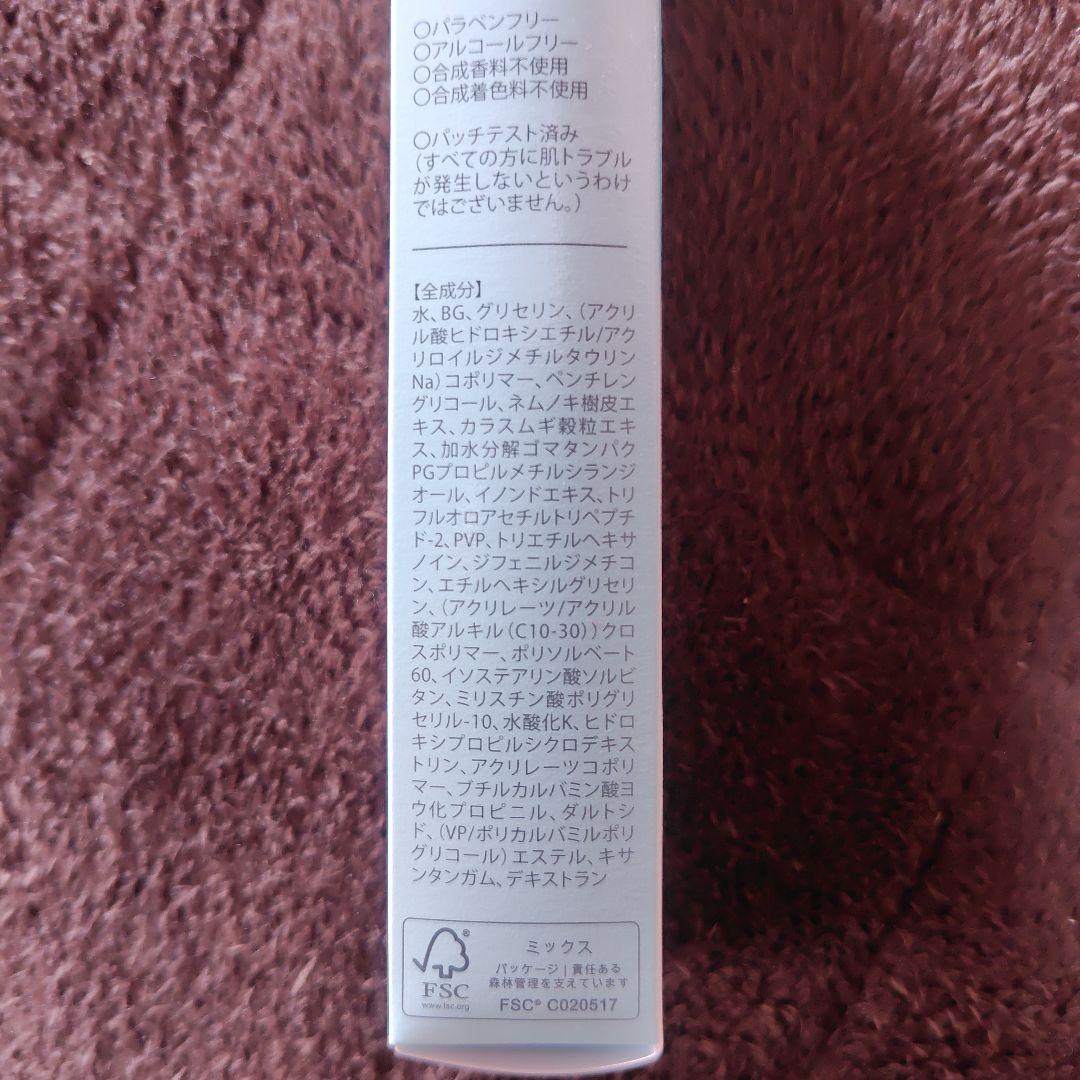 〇パラベンフリー
〇アルコールフリー
〇合成香料不使用
〇合成着色料不使用
〇パッチテスト済み
(すべての方に肌トラブル
が発生しないというわけ
ではございません。)
【全成分】
水、BG、グリセリン、(アクリ
ル酸ヒドロキシエチル/アク
リロイルジメチルタウリン
Na)コポリマー、ペンチレン
グリコール、ネムノキ樹皮エ
キス、カラスムギ穀粒エキ
ス、加水分解ゴマタンパク
PGプロピルメチルシランジ
オール、イノンドエキス、トリ
フルオロアセチルトリペプチ
ド-2、PVP、トリエチルヘキサ
ノイン、ジフェニルジメチコ
ン、エチルヘキシルグリセリ
ン、(アクリレーツ/アクリル
酸アルキル(C10-30))クロ
スポリマー、ポリソルベート
60、イソステアリン酸ソルビ
タン、ミリスチン酸ポリグリ
セリル-10、水酸化K、ヒドロ
キシプロピルシクロデキス
トリン、アクリレーツコポリ
マー、ブチルカルバミン酸ヨ
ウ化プロピニル、ダルトシ
ド、(VP/ポリカルバミルポリ
グリコール)エステル、キサ
ンタンガム、デキストラン
®
FSC
www.fsc.org
ミックス
パッケージ|責任ある
森林管理を支えています
FSC® C020517